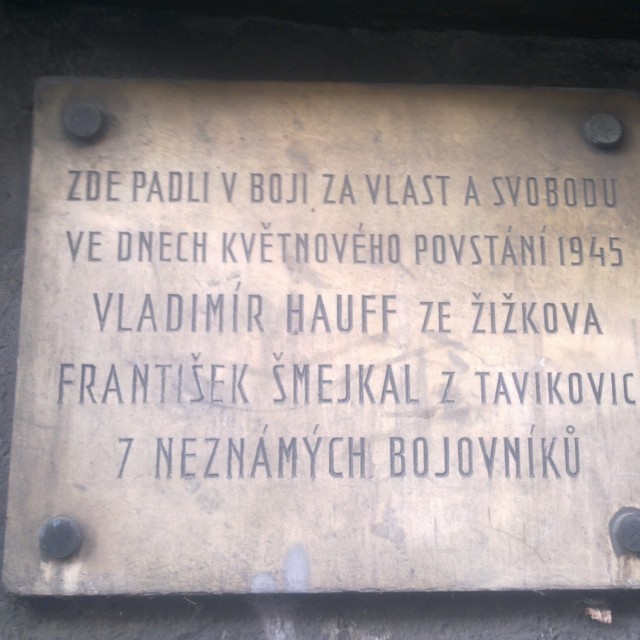 ZDE PADLI V BOJI ZA VLAST A SVOBODU
VE DNECH KVĚTNOVÉHO POVSTÁNÍ 1945
VLADIMÍR HAUFF ZE ŽIŽKOVA
FRANTIŠEK ŠMEJKAL Z TAVIKOVIC
7 NEZNÁMÝCH BOJOVNÍKŮ